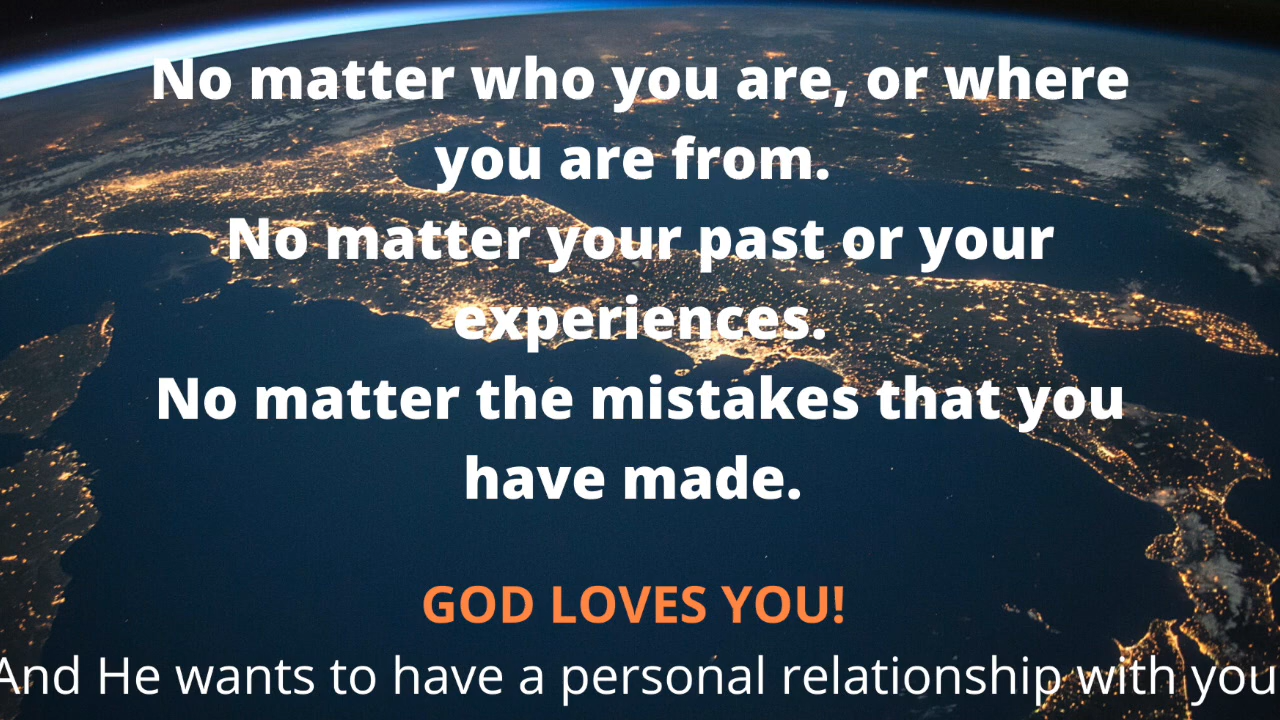 No matter who you are, or where
you are from.
No matter your past or your
experiences.
No matter the mistakes that you
have made.
GOD LOVES YOU!
And He wants to have a personal relationship with you